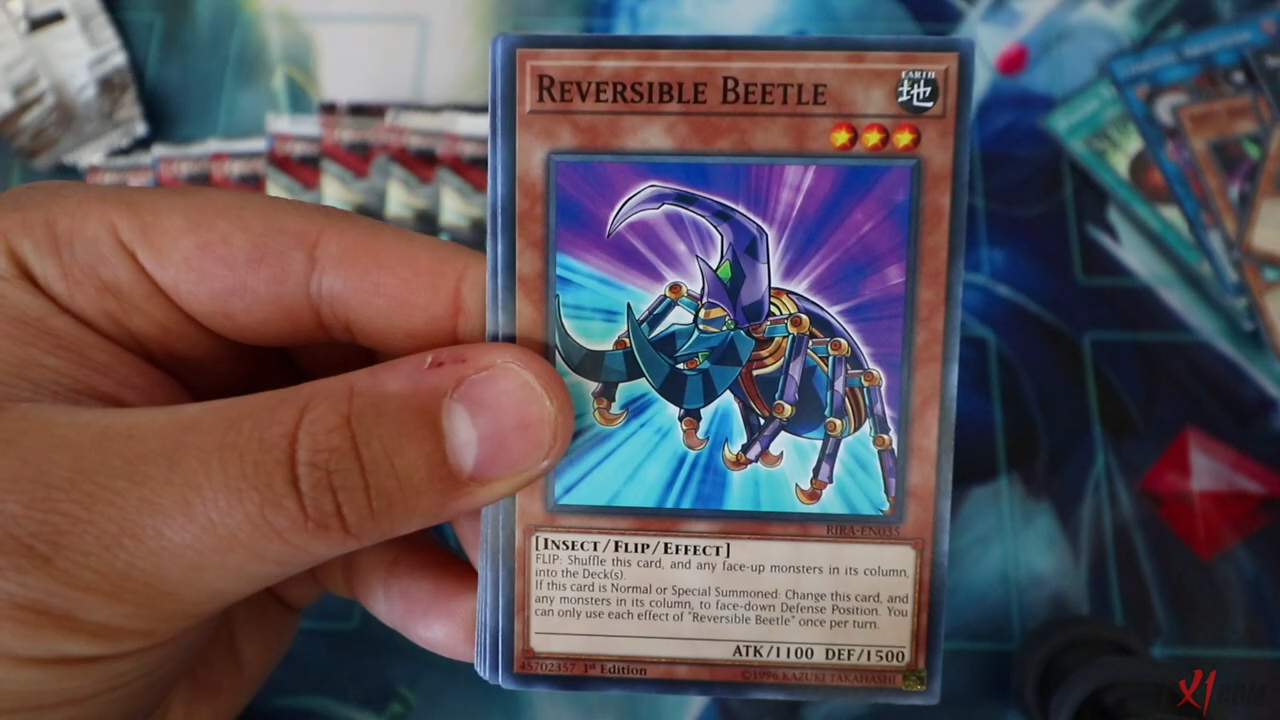 REVERSIBLE BEETLE
EARTH
地
RIRA-EN035
[INSECT/FLIP/EFFECT]
FLIP: Shuffle this card, and any face-up monsters in its column,
into the Deck(s).
If this card is Normal or Special Summoned: Change this card, and
any monsters in its column, to face-down Defense Position. You
can only use each effect of "Reversible Beetle" once per turn.
ATK/1100 DEF/1500
45702357 1st Edition
©1996 KAZUKI TAKAHASHI